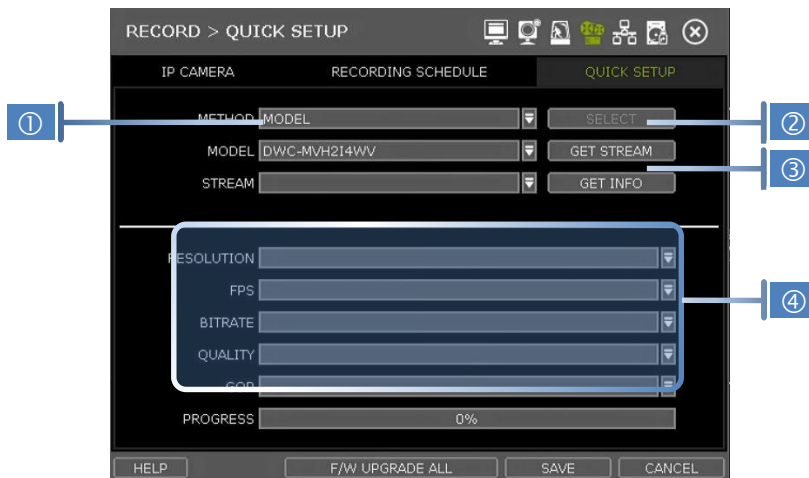 RECORD > QUICK SETUP
IP CAMERA RECORDING SCHEDULE QUICK SETUP
① METHOD MODEL SELECT ②
MODEL DWC-MVH2I4WV GET STREAM
③
STREAM GET INFO
RESOLUTION
FPS
④
BITRATE
QUALITY
GOP
PROGRESS 0%
HELP F/W UPGRADE ALL SAVE CANCEL